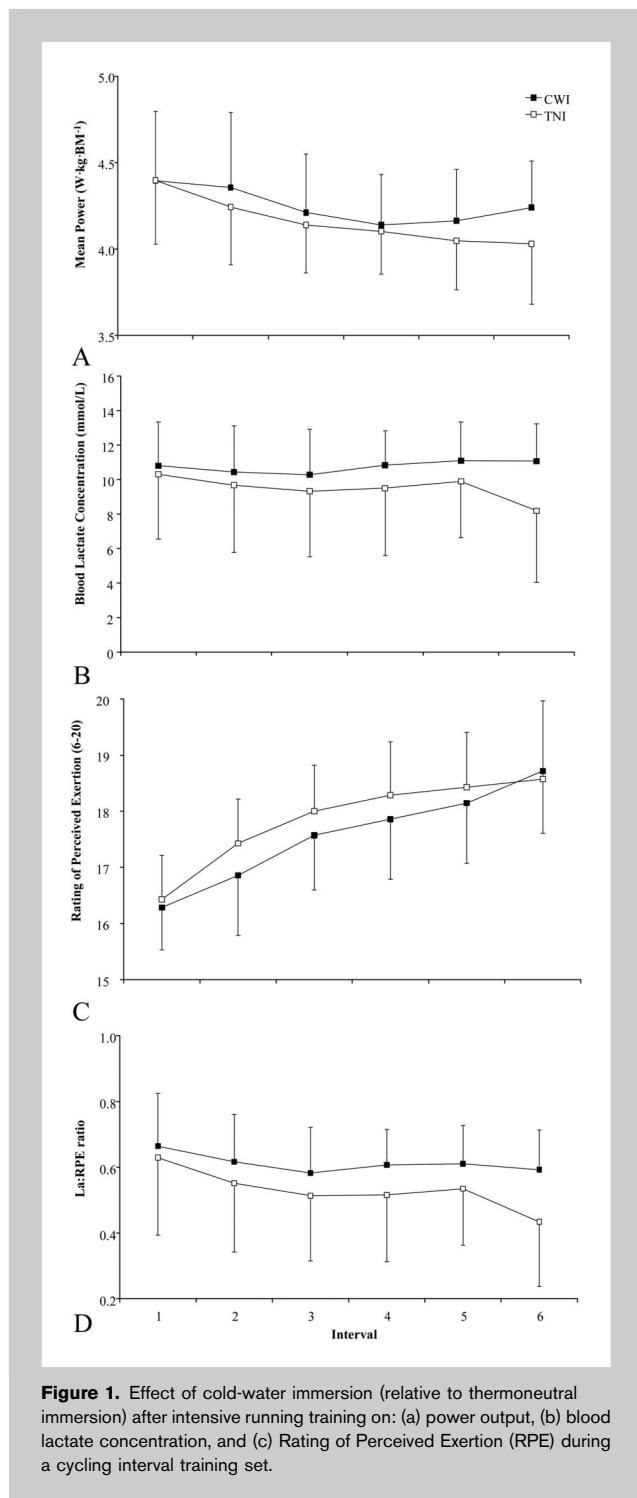 5.0
CWI
TNI
4.5
Mean Power (W·kg·BM-1)
4.0
3.5
A
16
14
12
10
Blood Lactate Concentration (mmol/L)
8
6
4
2
0
B
20
19
18
Rating of Perceived Exertion (6-20)
17
16
15
C
1.0
0.8
La:RPE ratio
0.6
0.4
0.2
1 2 3 4 5 6
D
Interval
Figure 1. Effect of cold-water immersion (relative to thermoneutral
immersion) after intensive running training on: (a) power output, (b) blood
lactate concentration, and (c) Rating of Perceived Exertion (RPE) during
a cycling interval training set.